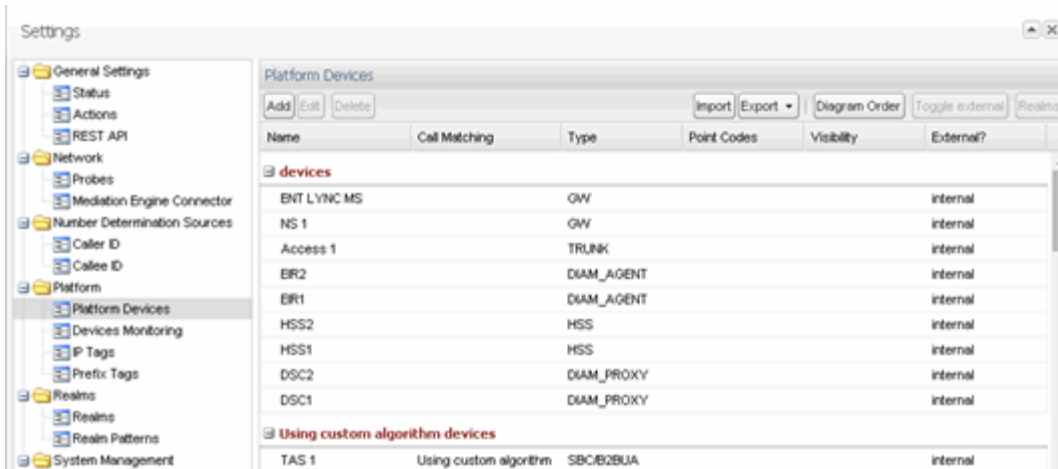 Settings
General Settings
Status
Actions
REST API
Network
Probes
Mediation Engine Connector
Number Determination Sources
Caller ID
Callee ID
Platform
Platform Devices
Devices Monitoring
IP Tags
Prefix Tags
Realms
Realms
Realm Patterns
System Management
Platform Devices
Add Edit Delete Import Export Diagram Order Toggle external Realms
Name Call Matching Type Point Codes Visibility External?
devices
ENT LYNC MS GW internal
NS 1 GW internal
Access 1 TRUNK internal
EIR2 DIAM_AGENT internal
EIR1 DIAM_AGENT internal
HSS2 HSS internal
HSS1 HSS internal
DSC2 DIAM_PROXY internal
DSC1 DIAM_PROXY internal
Using custom algorithm devices
TAS 1 Using custom algorithm SBC/B2BUA internal